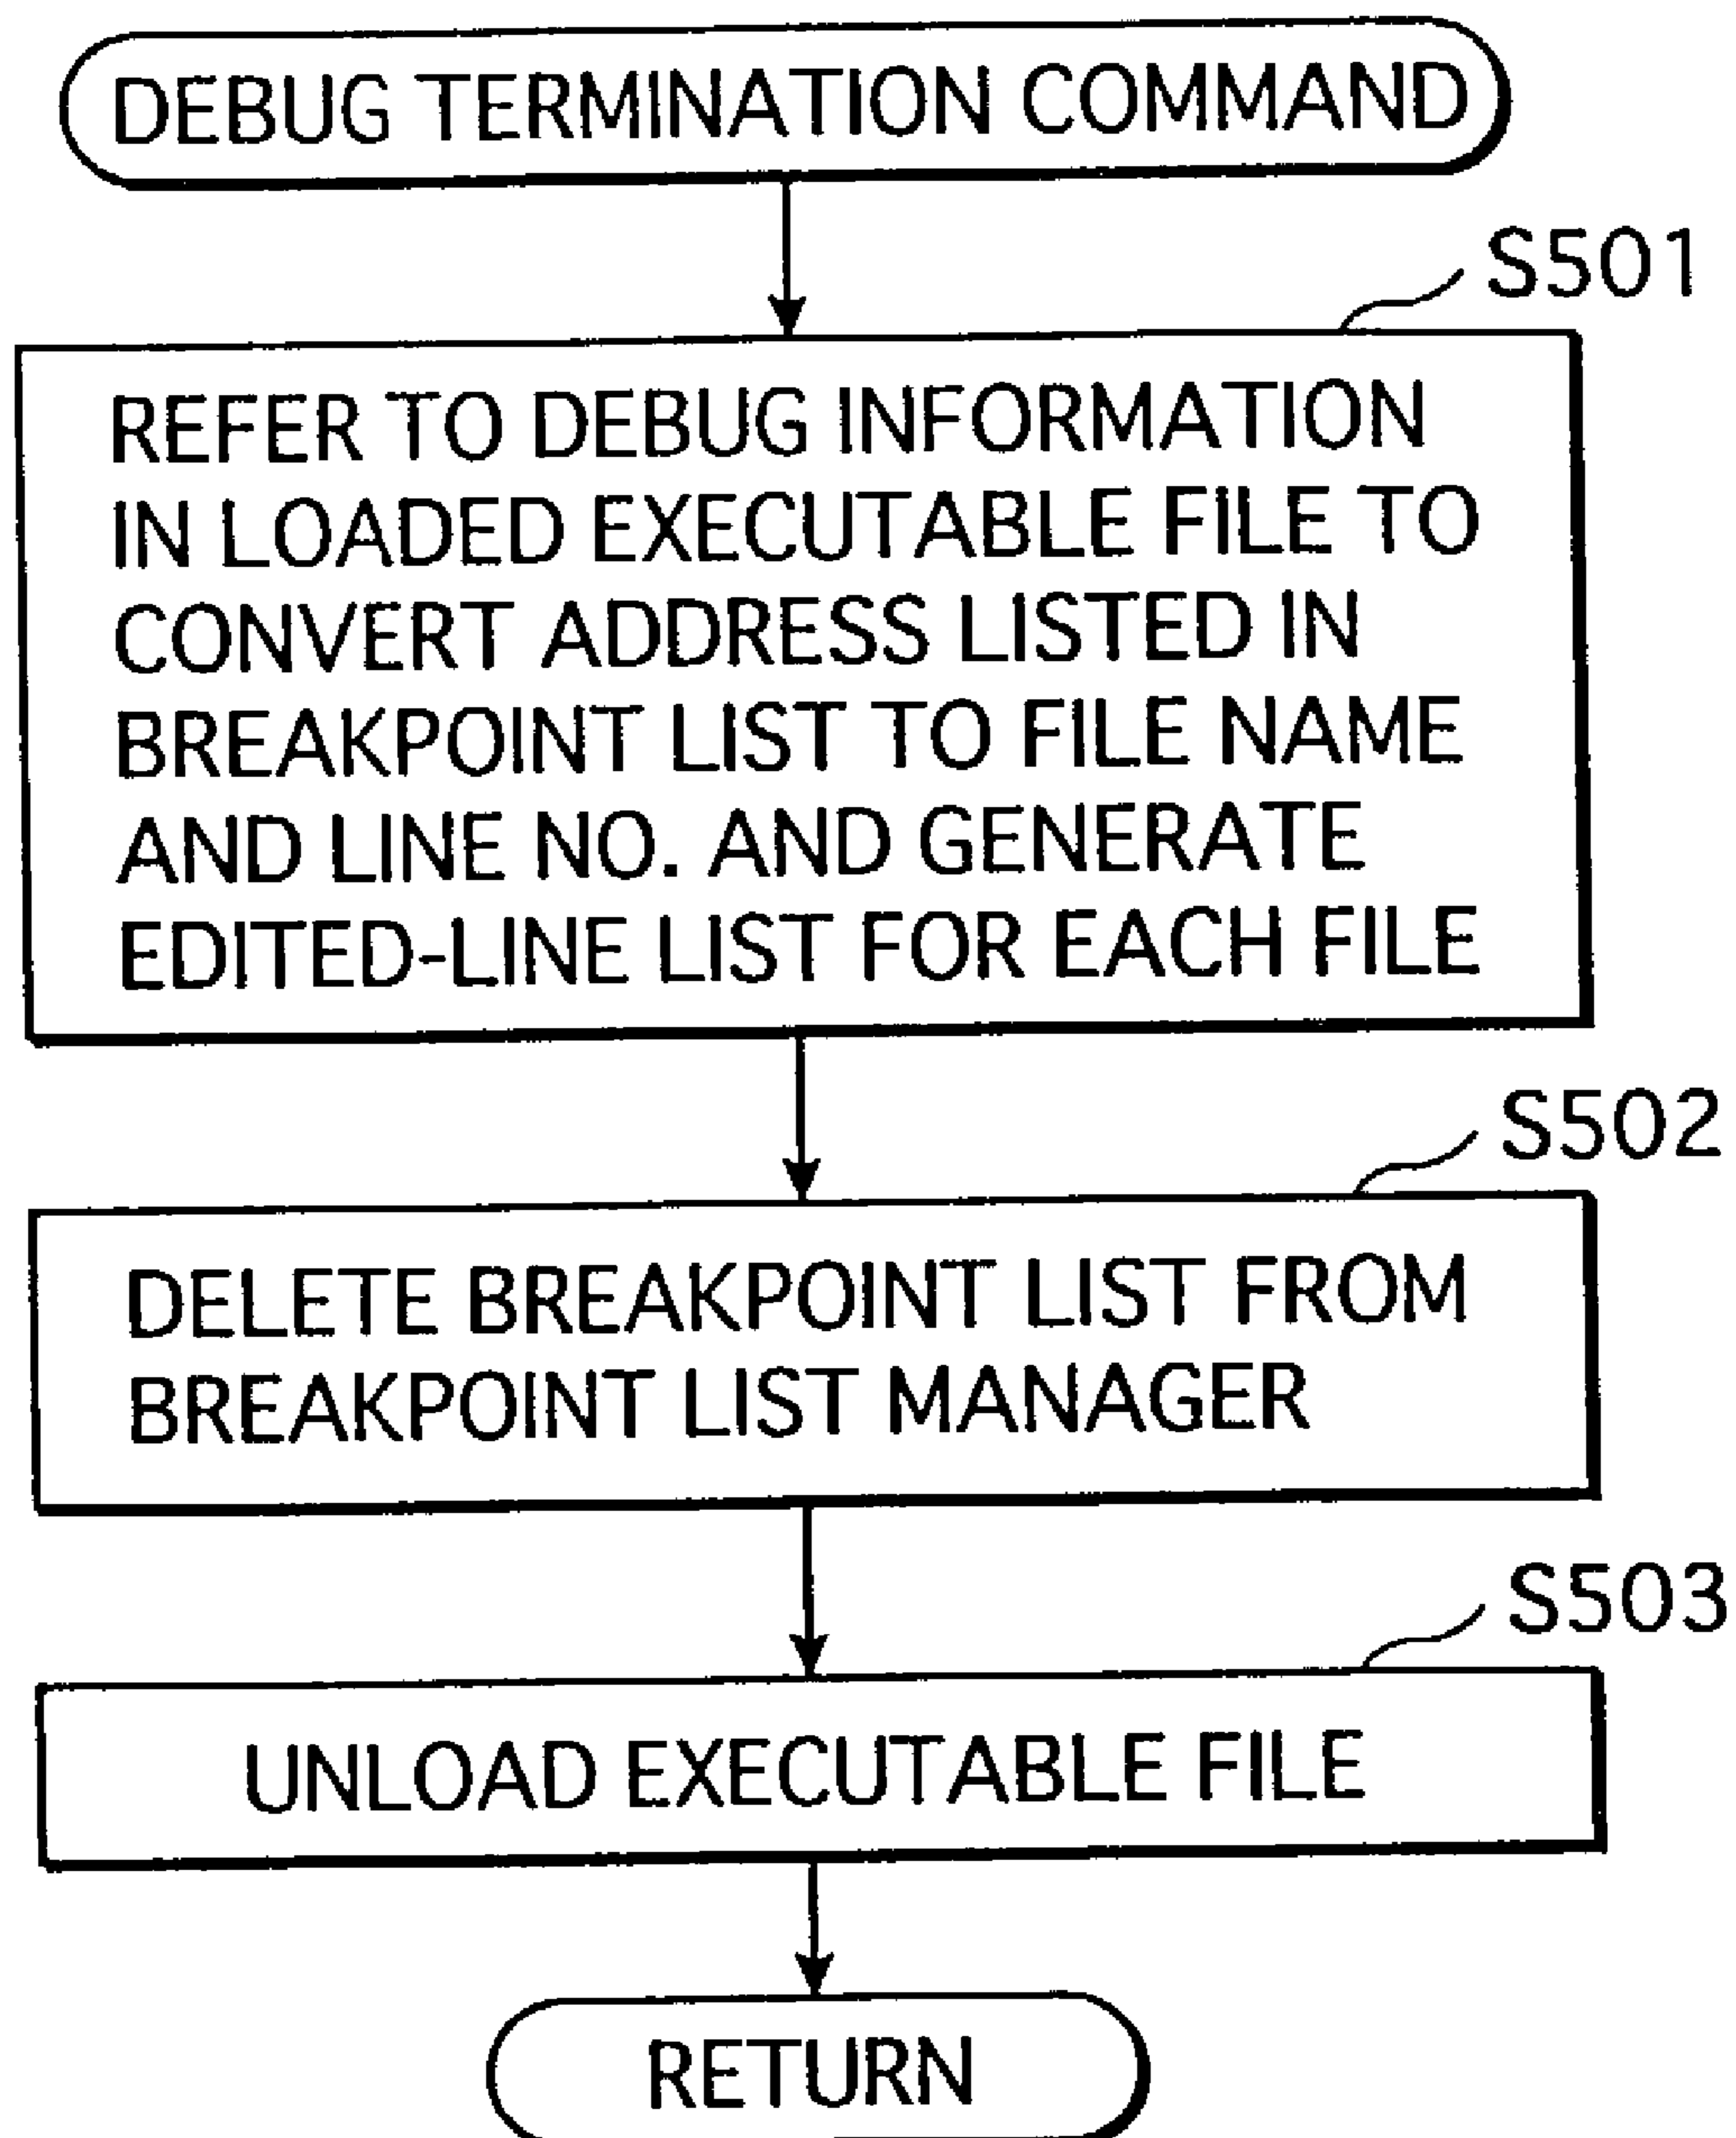 DEBUG TERMINATION COMMAND
S501
REFER TO DEBUG INFORMATION
IN LOADED EXECUTABLE FILE TO
CONVERT ADDRESS LISTED IN
BREAKPOINT LIST TO FILE NAME
AND LINE NO. AND GENERATE
EDITED-LINE LIST FOR EACH FILE
S502
DELETE BREAKPOINT LIST FROM
BREAKPOINT LIST MANAGER
S503
UNLOAD EXECUTABLE FILE
RETURN